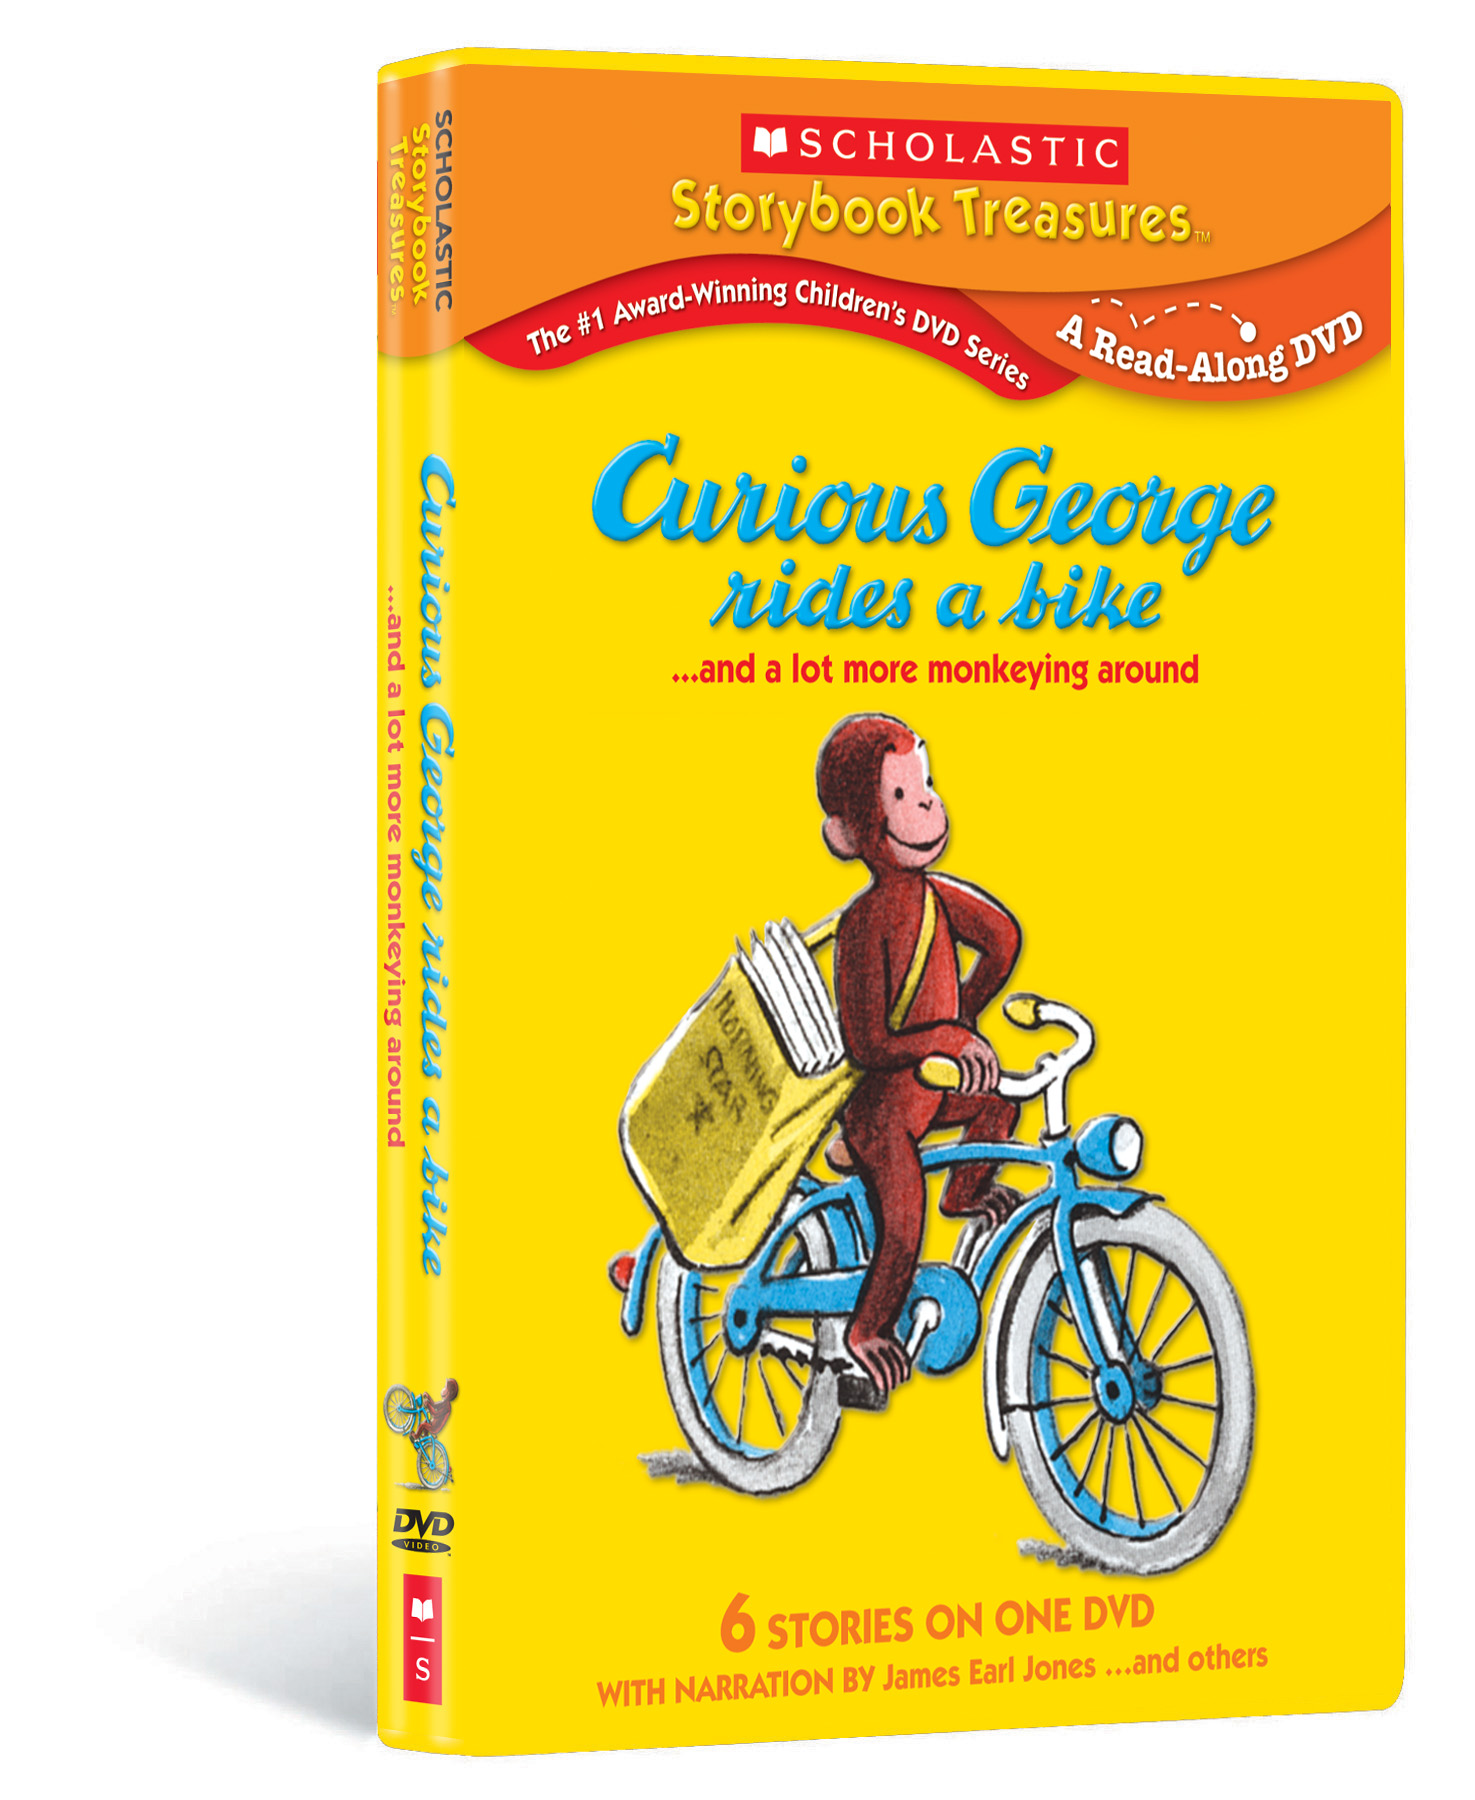 SCHOLASTIC
Storybook Treasures™
The #1 Award-Winning Children's DVD Series
A Read-Along DVD
Curious George
rides a bike
...and a lot more monkeying around
MORNING
STAR
6 STORIES ON ONE DVD
WITH NARRATION BY James Earl Jones ...and others
SCHOLASTIC
Storybook
Treasures™
Curious George rides a bike
...and a lot more monkeying around
DVD
VIDEO™
S